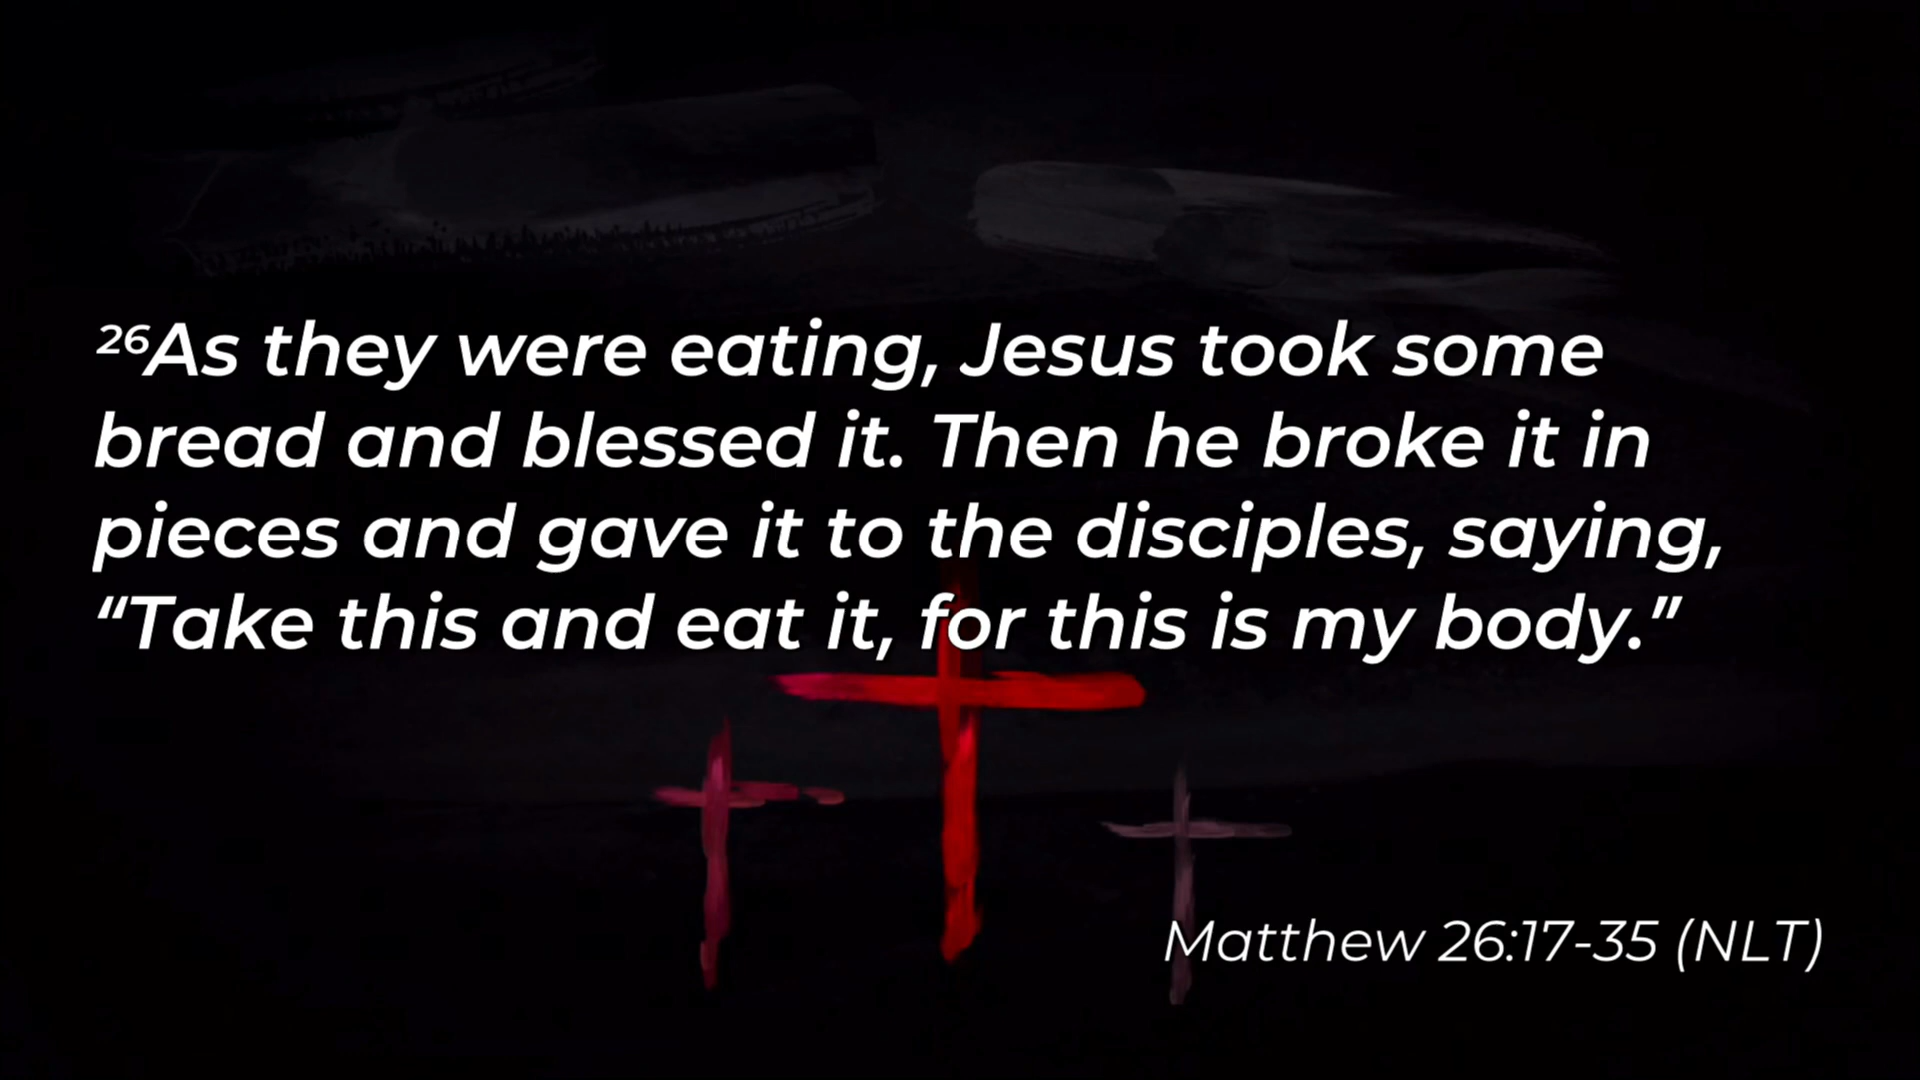 26As they were eating, Jesus took some
bread and blessed it. Then he broke it in
pieces and gave it to the disciples, saying,
“Take this and eat it, for this is my body.”
Matthew 26:17-35 (NLT)